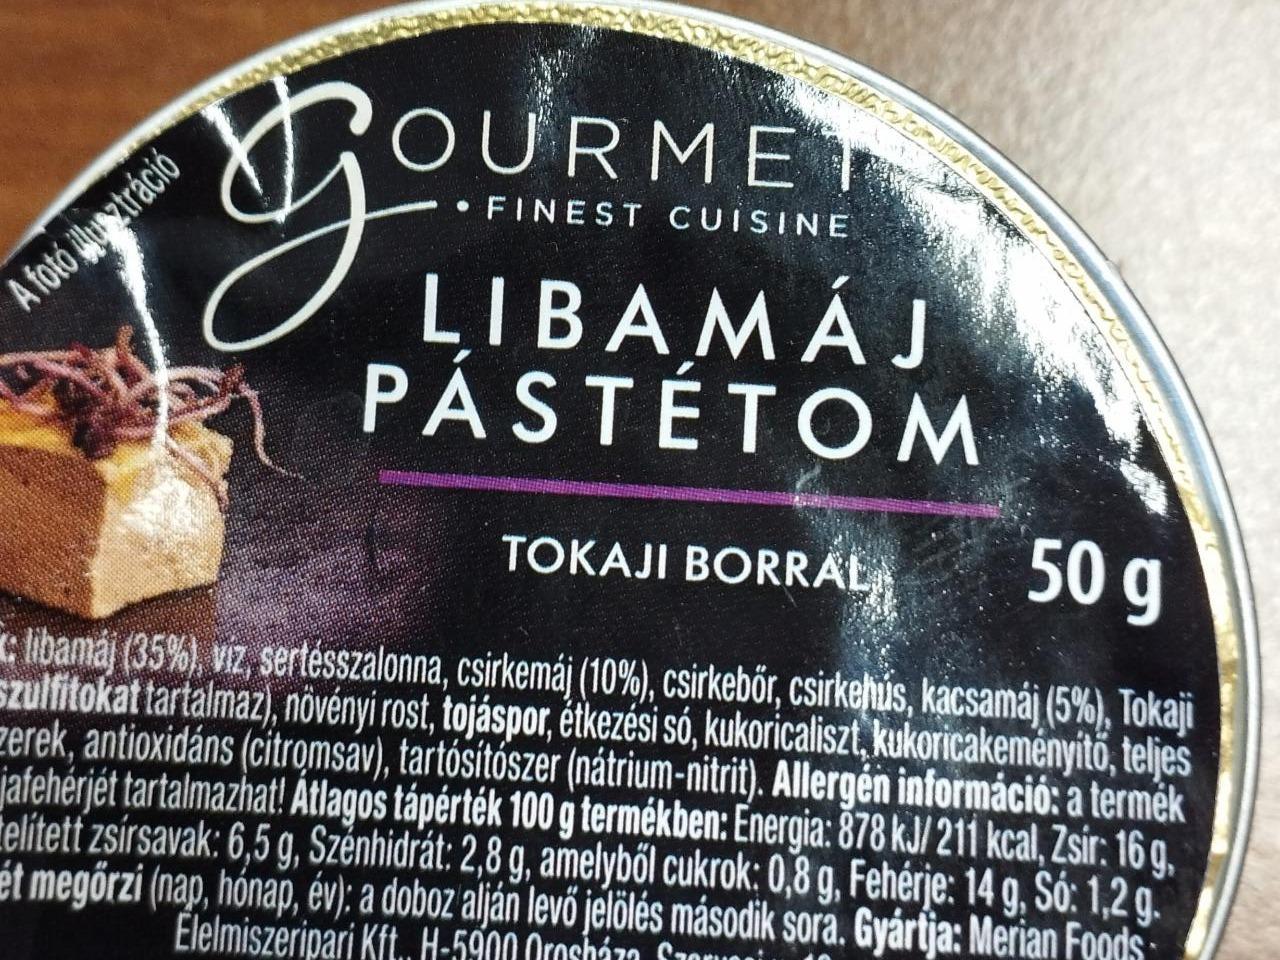 GOURMET
• FINEST CUISINE
A fotó illusztráció
LIBAMÁJ
PÁSTÉTOM
TOKAJI BORRAL
50 g
libamáj (35%), víz, sertésszalonna, csirkemáj (10%), csirkebőr, csirkehús, kacsamáj (5%), Tokaji
szulfitokat tartalmaz), növényi rost, tojáspor, étkezési só, kukoricaliszt, kukoricakeményítő, teljes
antioxidáns (citromsav), tartósítószer (nátrium-nitrit). Allergén információ: a termék
tartalmazhat! Átlagos tápérték 100 g termékben: Energia: 878 kJ/ 211 kcal, Zsír: 16 g,
telített zsírsavak: 6,5 g, Szénhidrát: 2,8 g, amelyből cukrok: 0,8 g, Fehérje: 14 g, Só: 1,2 g.
megőrzi (nap, hónap, év): a doboz alján levő jelölés második sora. Gyártja: Merian Foods
Élelmiszeripari Kft., H-5900 Orosháza,